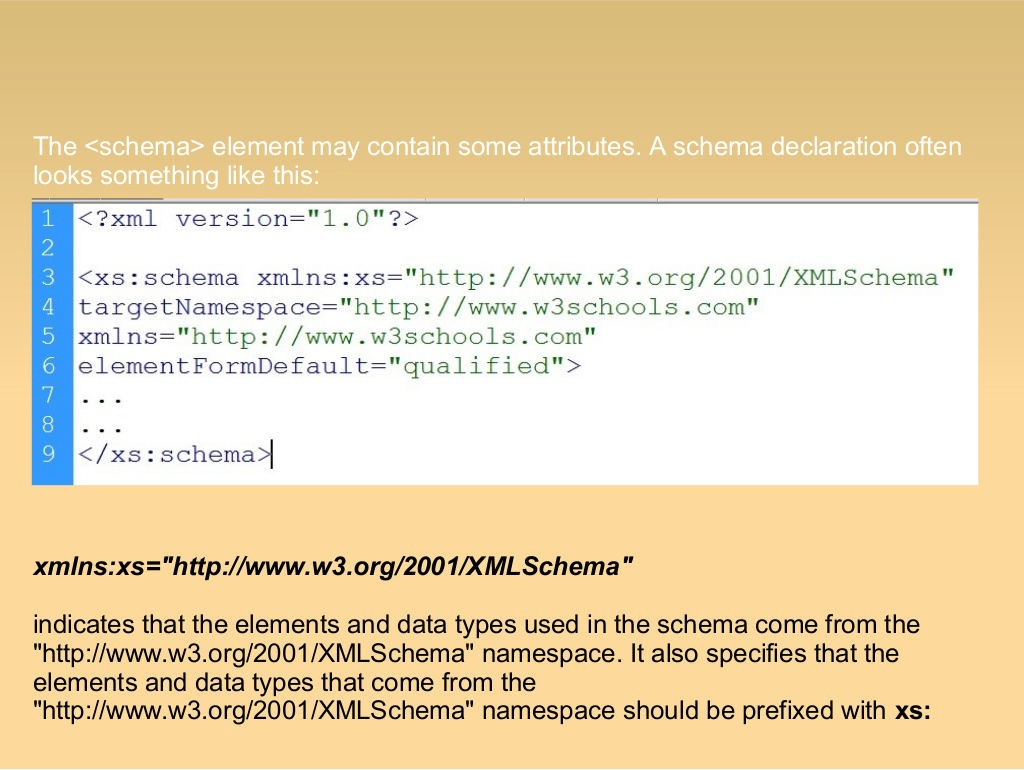 The <schema> element may contain some attributes. A schema declaration often
looks something like this:
1 <?xml version="1.0"?>
2
3 <xs:schema xmlns:xs="http://www.w3.org/2001/XMLSchema"
4 targetNamespace="http://www.w3schools.com"
5 xmlns="http://www.w3schools.com"
6 elementFormDefault="qualified">
7 ...
8 ...
9 </xs:schema>
xmlns:xs="http://www.w3.org/2001/XMLSchema"
indicates that the elements and data types used in the schema come from the
"http://www.w3.org/2001/XMLSchema" namespace. It also specifies that the
elements and data types that come from the
"http://www.w3.org/2001/XMLSchema" namespace should be prefixed with xs: